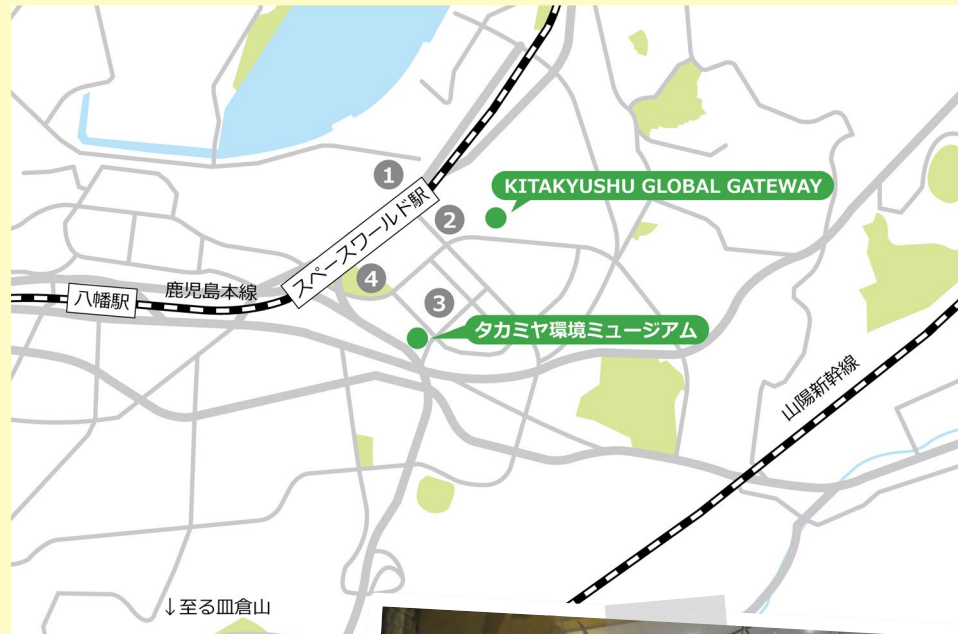 1
KITAKYUSHU GLOBAL GATEWAY
2
スペースワールド駅
4
鹿児島本線
八幡駅
3
タカミヤ環境ミュージアム
山陽新幹線
↓至る皿倉山